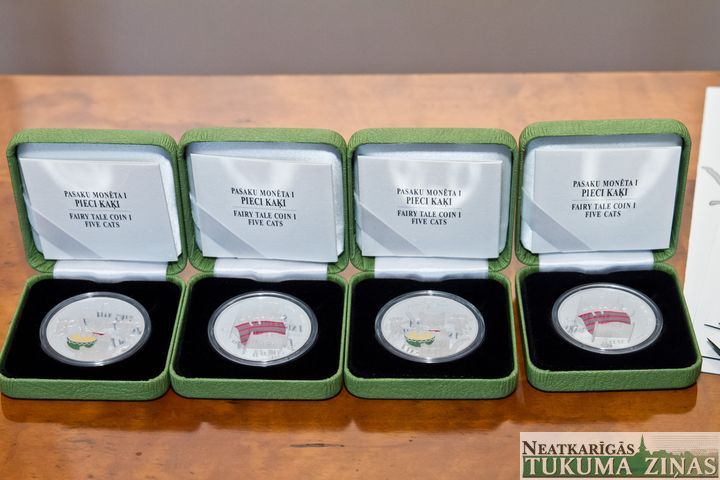 PASAKU MONĒTA I
PIECI KAĶI
FAIRY TALE COIN I
FIVE CATS
PASAKU MONĒTA I
PIECI KAĶI
FAIRY TALE COIN I
FIVE CATS
PASAKU MONĒTA I
PIECI KAĶI
FAIRY TALE COIN I
FIVE CATS
PASAKU MONĒTA I
PIECI KAĶI
FAIRY TALE COIN I
FIVE CATS
NEATKARĪGĀS
TUKUMA ZIŅAS